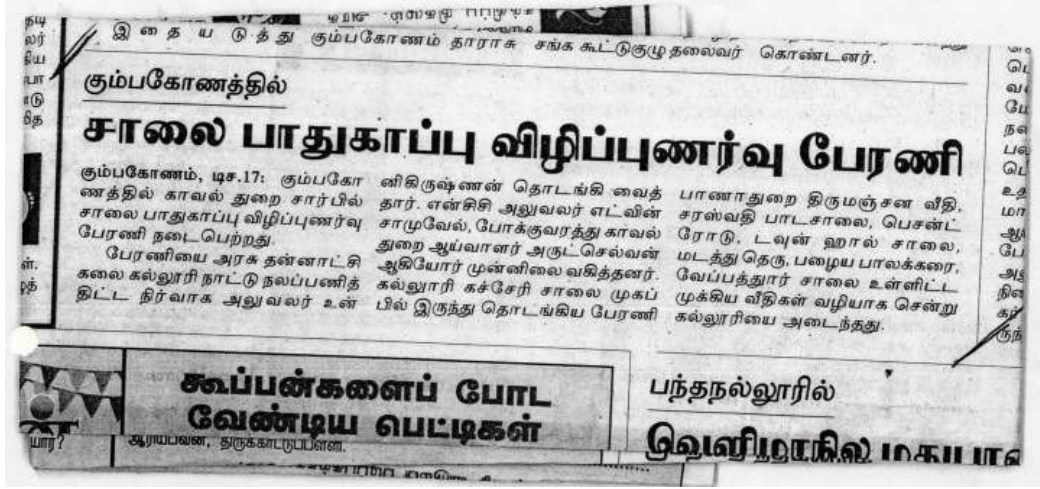 இதையடுத்து கும்பகோணம் தாராசு சங்க கூட்டுகுழு தலைவர் கொண்டனர்.
கும்பகோணத்தில்
சாலை பாதுகாப்பு விழிப்புணர்வு பேரணி
கும்பகோணம், டிச.17: கும்பகோ
ணத்தில் காவல் துறை சார்பில்
சாலை பாதுகாப்பு விழிப்புணர்வு
பேரணி நடைபெற்றது.
பேரணியை அரசு தன்னாட்சி
கலை கல்லூரி நாட்டு நலப்பணித்
திட்ட நிர்வாக அலுவலர் உன்
னிகிருஷ்ணன் தொடங்கி வைத்
தார். என்சிசி அலுவலர் எட்வின்
சாமுவேல், போக்குவரத்து காவல்
துறை ஆய்வாளர் அருட்செல்வன்
ஆகியோர் முன்னிலை வகித்தனர்.
கல்லூரி கச்சேரி சாலை முகப்
பில் இருந்து தொடங்கிய பேரணி
பாணாதுறை திருமஞ்சன வீதி,
சரஸ்வதி பாடசாலை, பெசன்ட்
ரோடு, டவுன் ஹால் சாலை,
மடத்து தெரு, பழைய பாலக்கரை,
வேப்பத்தூர் சாலை உள்ளிட்ட
முக்கிய வீதிகள் வழியாக சென்று
கல்லூரியை அடைந்தது.
கூப்பன்களைப் போட
வேண்டிய பெட்டிகள்
யார்?
பந்தநல்லூரில்